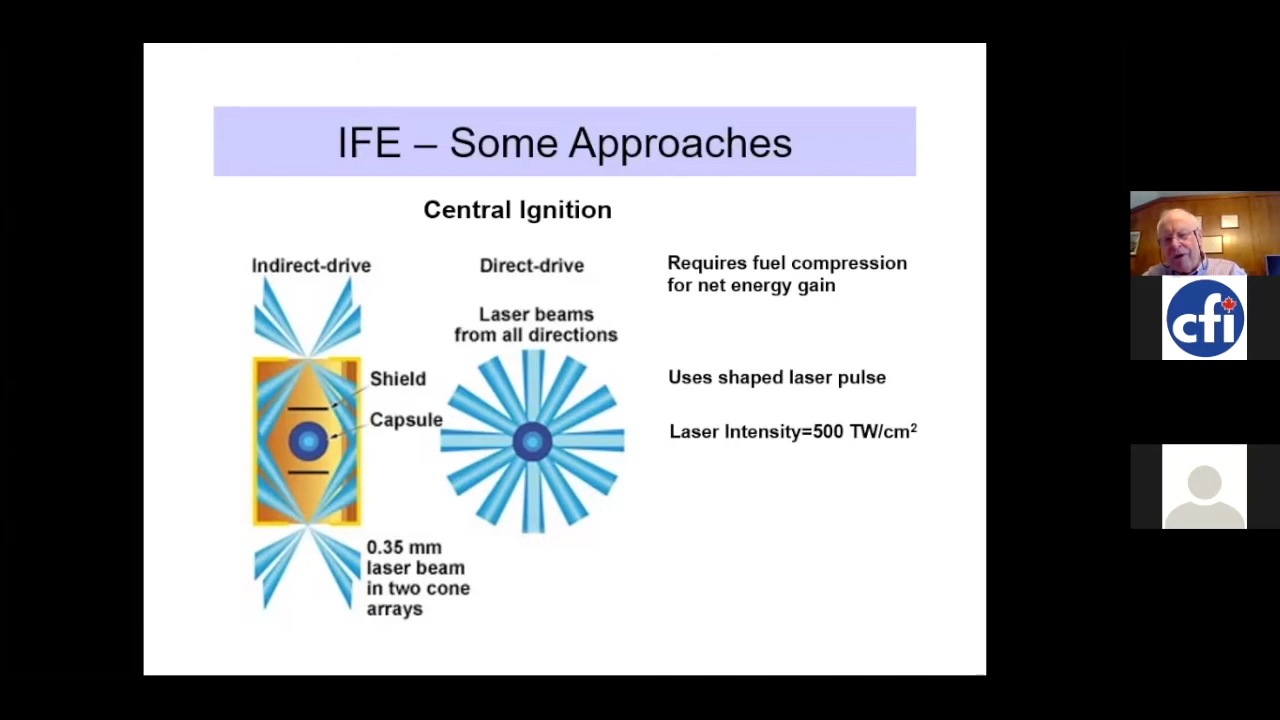 IFE – Some Approaches
Central Ignition
Indirect-drive
Direct-drive
Laser beams
from all directions
Shield
Capsule
0.35 mm
laser beam
in two cone
arrays
Requires fuel compression
for net energy gain
Uses shaped laser pulse
Laser Intensity=500 TW/cm²
cfi